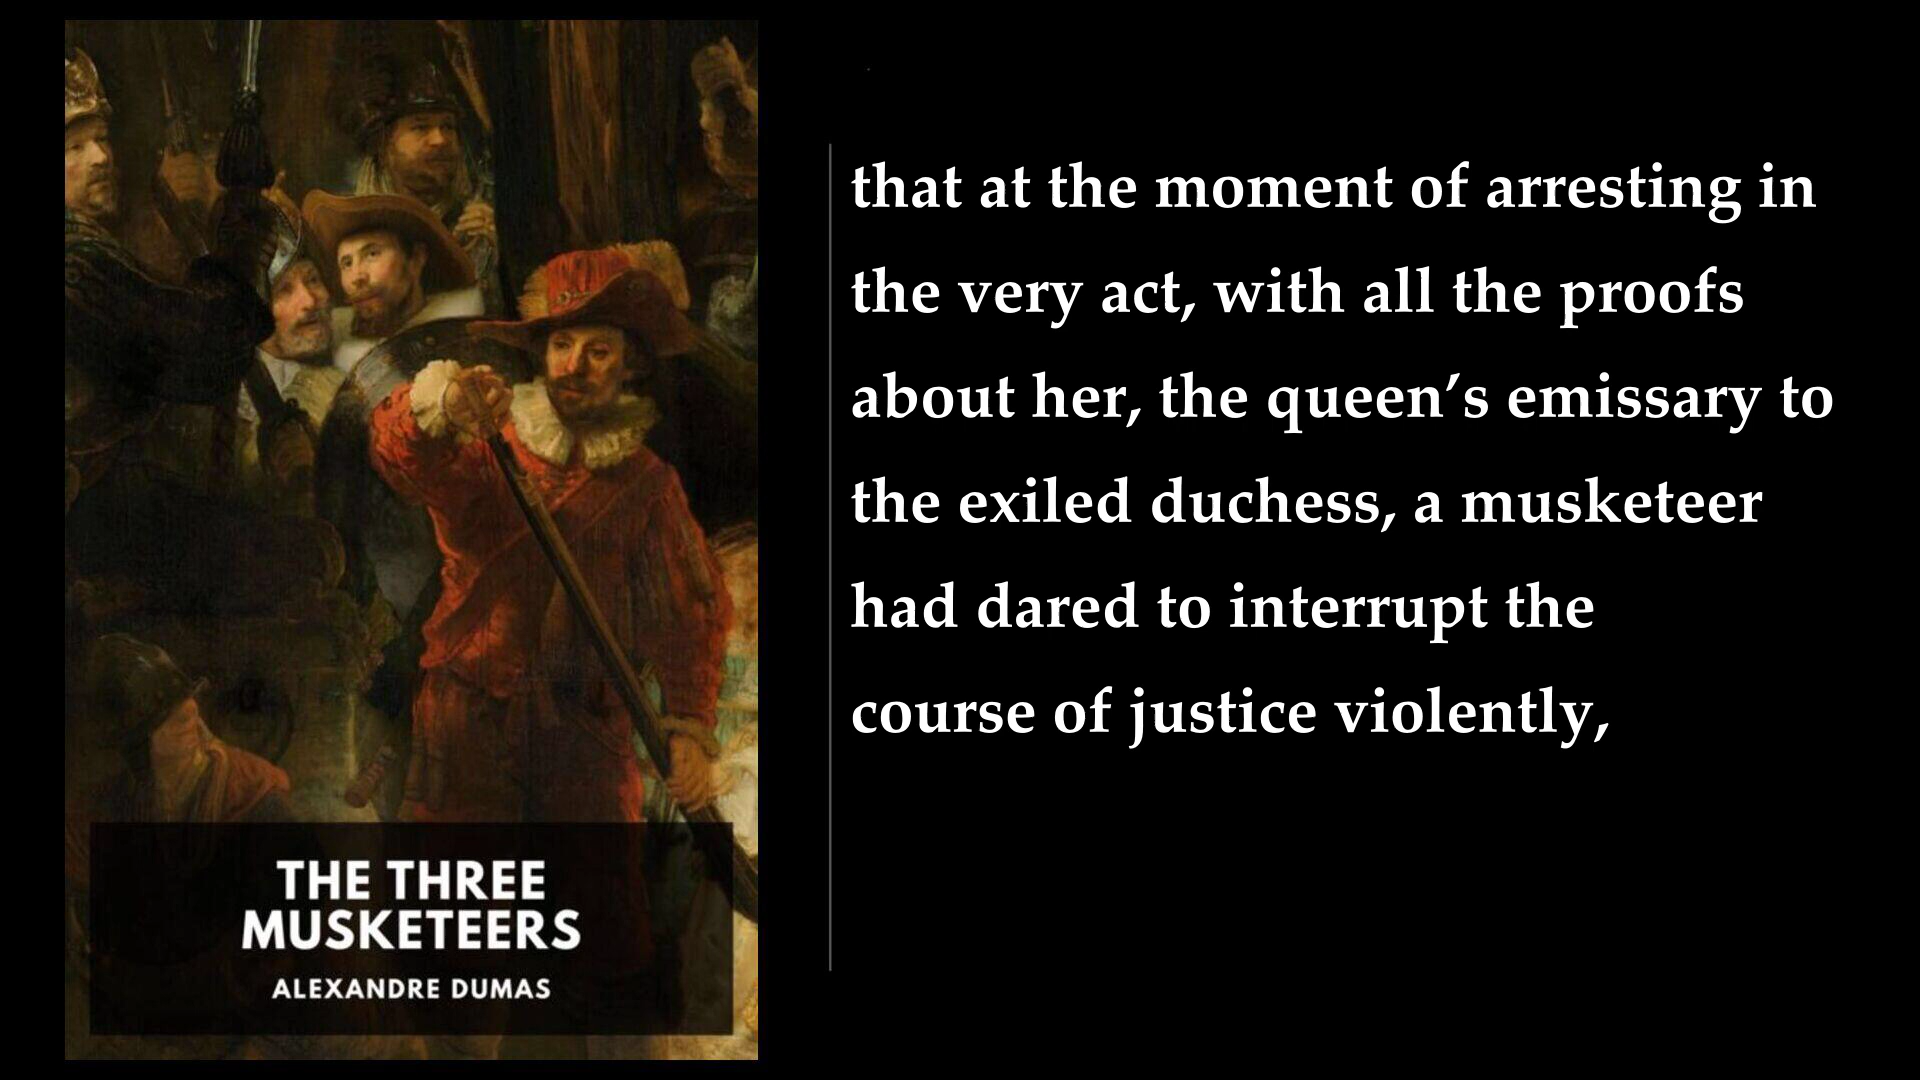 THE THREE
MUSKETEERS
ALEXANDRE DUMAS
that at the moment of arresting in
the very act, with all the proofs
about her, the queen’s emissary to
the exiled duchess, a musketeer
had dared to interrupt the
course of justice violently,